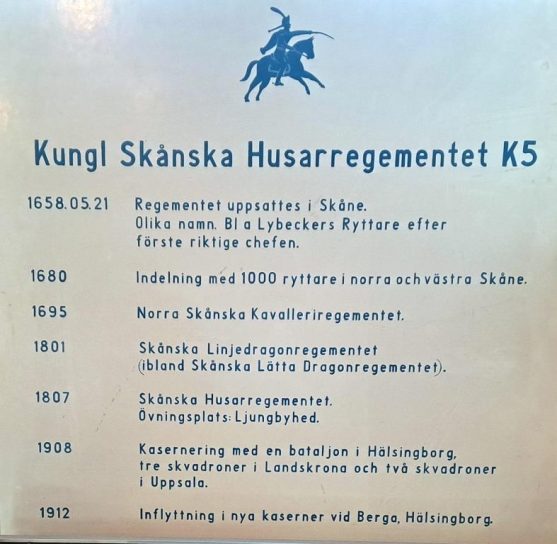 Kungl Skånska Husarregementet K5
1658.05.21 Regementet uppsattes i Skåne.
Olika namn. Bl a Lybeckers Ryttare efter
förste riktige chefen.
1680 Indelning med 1000 ryttare i norra och västra Skåne.
1695 Norra Skånska Kavalleriregementet.
1801 Skånska Linjedragonregementet
(ibland Skånska Lätta Dragonregementet).
1807 Skånska Husarregementet.
Övningsplats: Ljungbyhed.
1908 Kasernering med en bataljon i Hälsingborg,
tre skvadroner i Landskrona och två skvadroner
i Uppsala.
1912 Inflyttning i nya kaserner vid Berga, Hälsingborg.